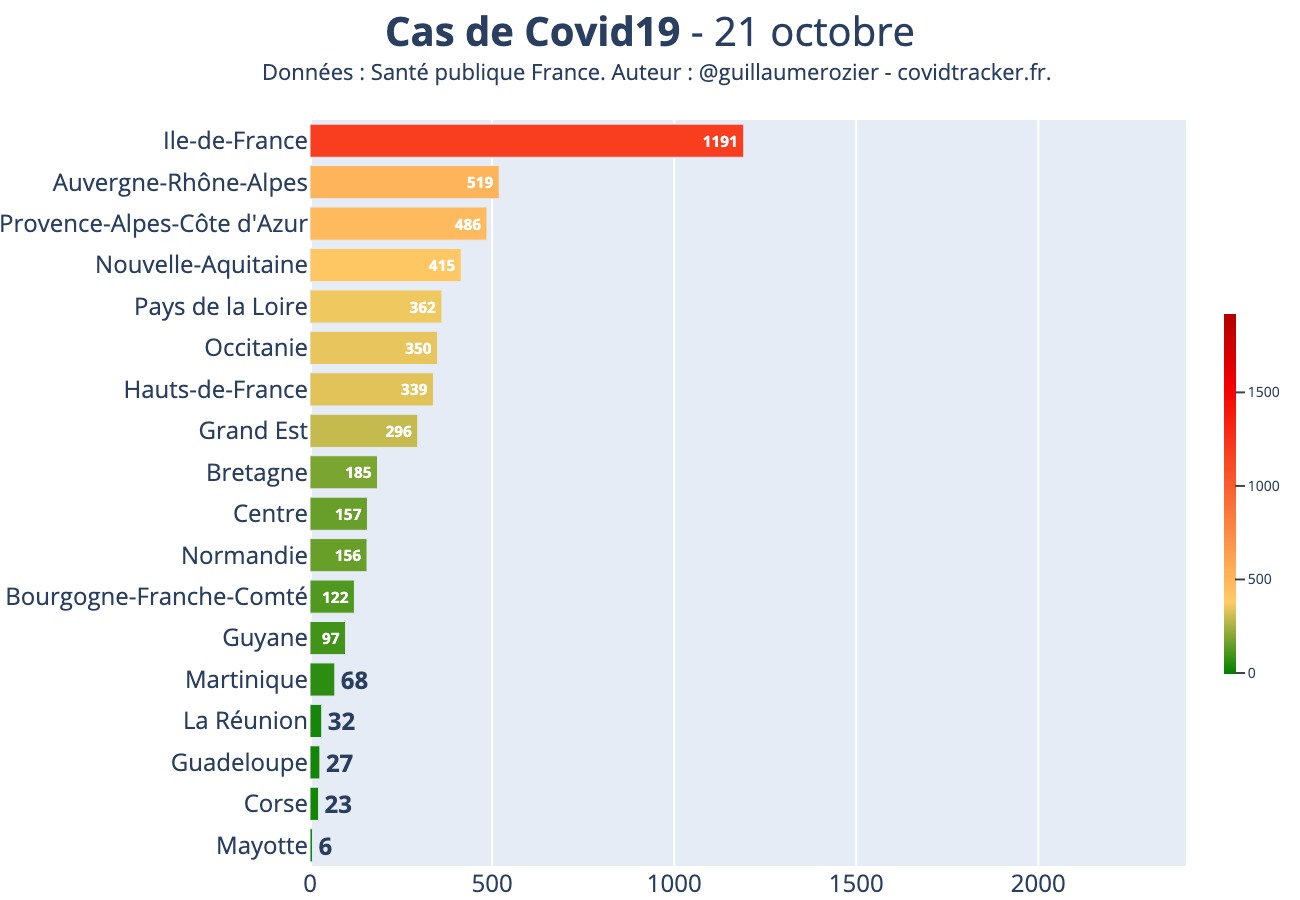 Cas de Covid19 - 21 octobre
Données : Santé publique France. Auteur : @guillaumerozier - covidtracker.fr.
Ile-de-France 1191
Auvergne-Rhône-Alpes 519
Provence-Alpes-Côte d'Azur 486
Nouvelle-Aquitaine 415
Pays de la Loire 362
Occitanie 350
Hauts-de-France 339
Grand Est 296
Bretagne 185
Centre 157
Normandie 156
Bourgogne-Franche-Comté 122
Guyane 97
Martinique 68
La Réunion 32
Guadeloupe 27
Corse 23
Mayotte 6
0 500 1000 1500 2000
1500
1000
500
0